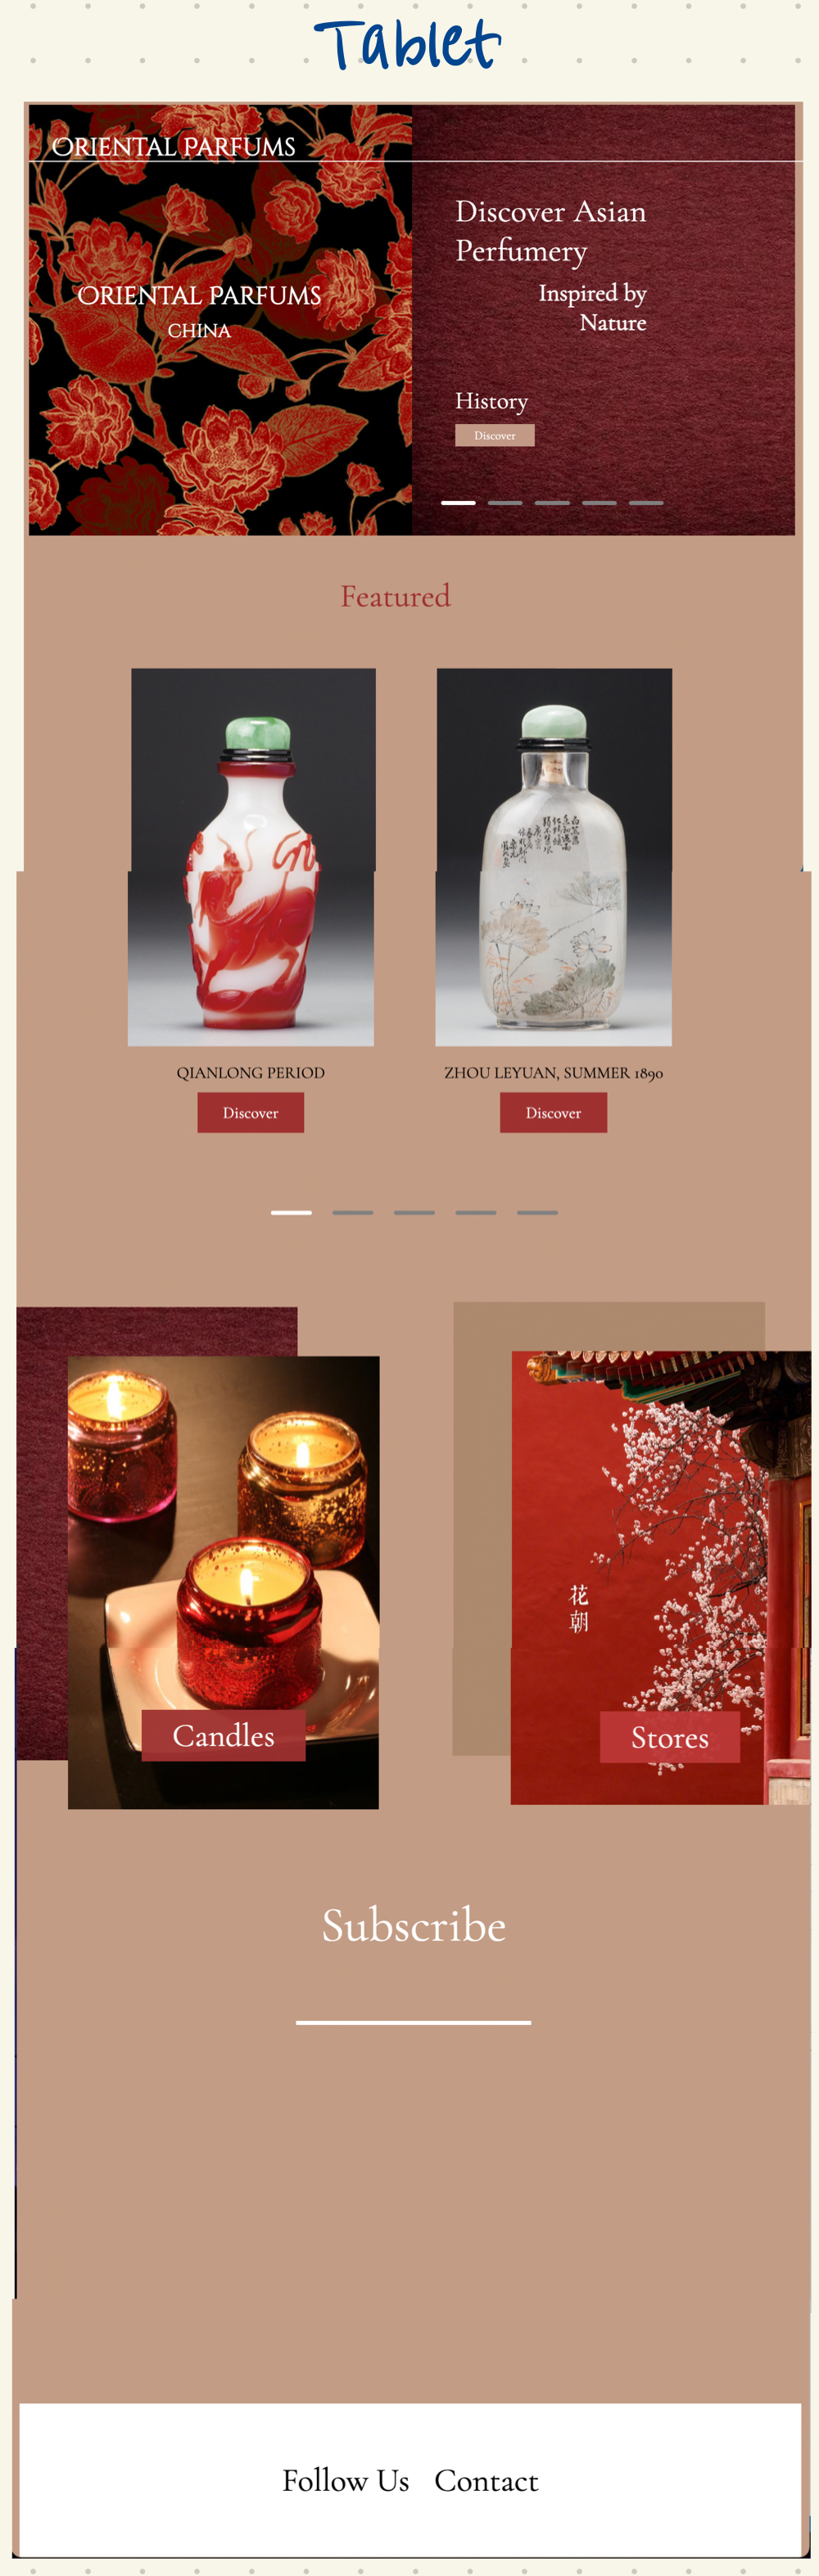 Tablet
ORIENTAL PARFUMS
Discover Asian
Perfumery
Inspired by
Nature
ORIENTAL PARFUMS
CHINA
History
Discover
Featured
QIANLONG PERIOD
ZHOU LEYUAN, SUMMER 1890
Discover
Discover
花
朝
Candles
Stores
Subscribe
Follow Us Contact